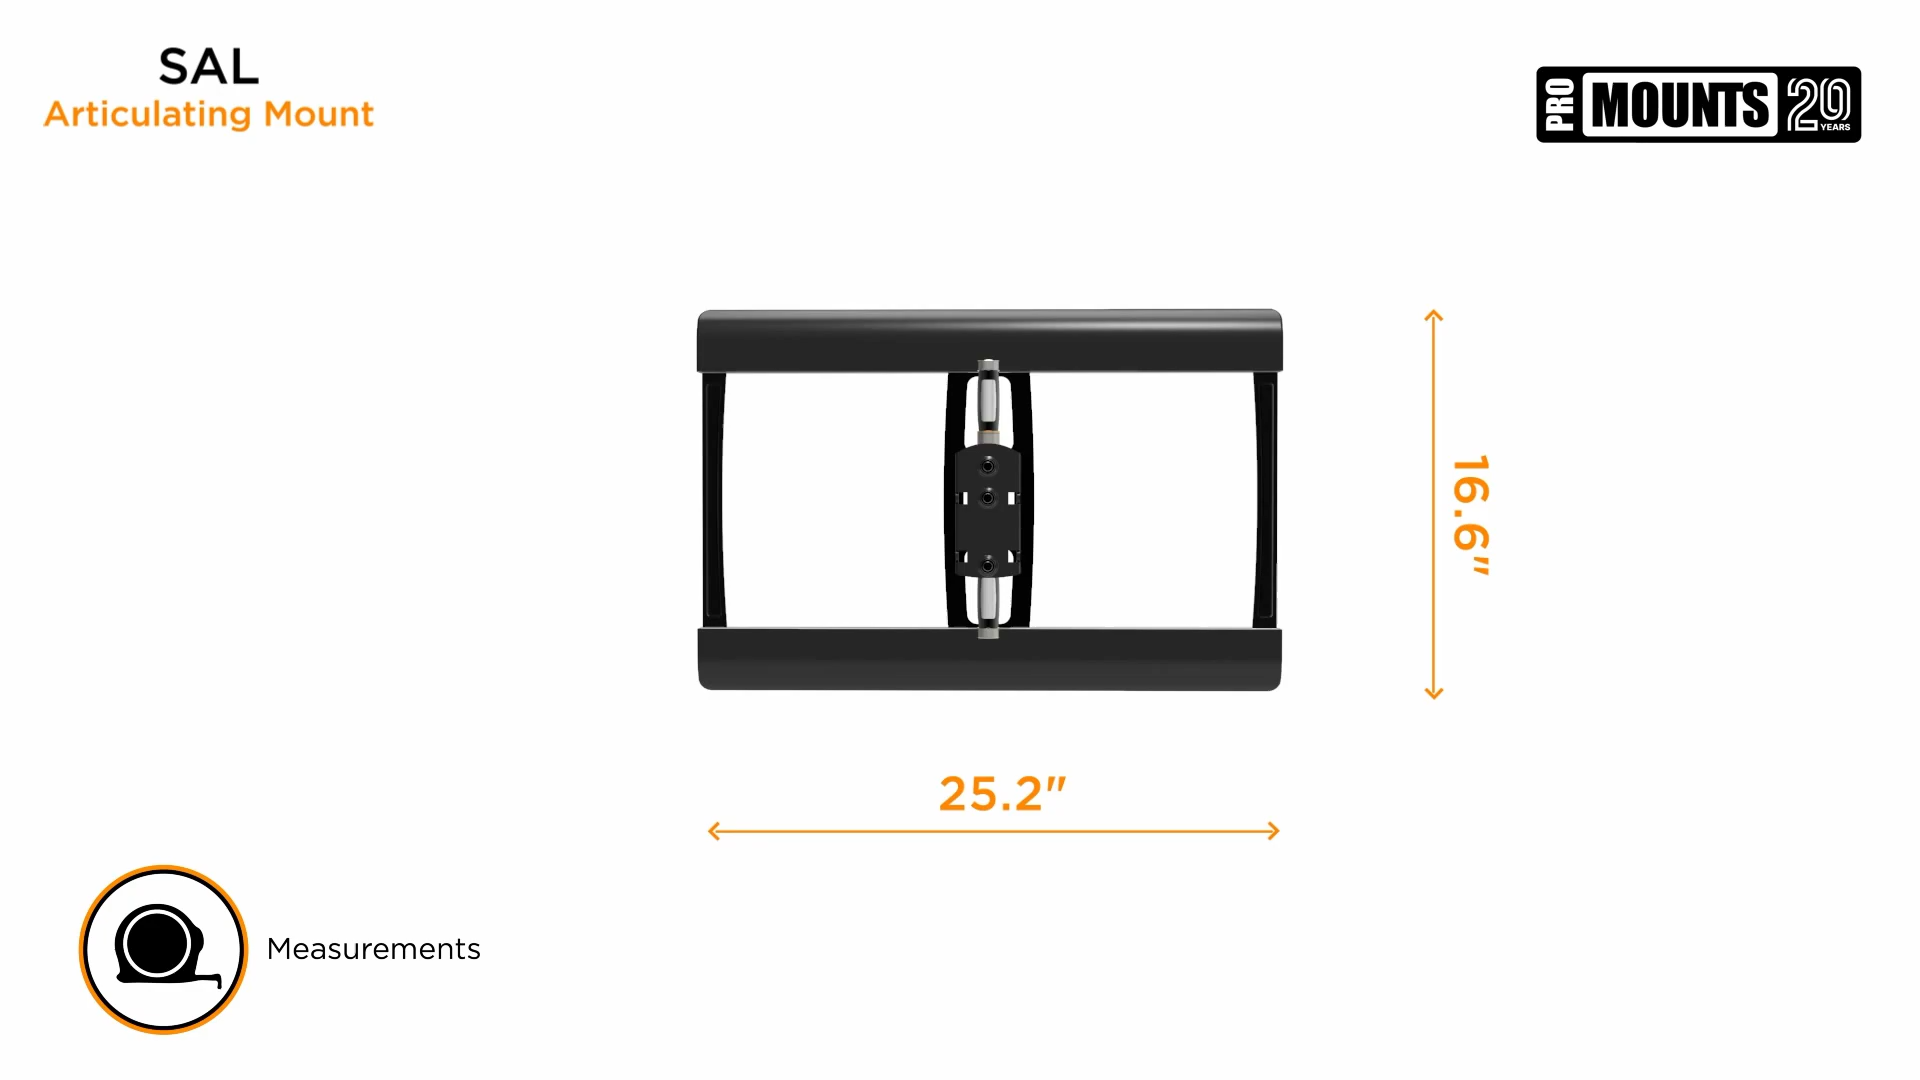 SAL
Articulating Mount
PRO
MOUNTS
20
YEARS
16.6"
25.2"
Measurements